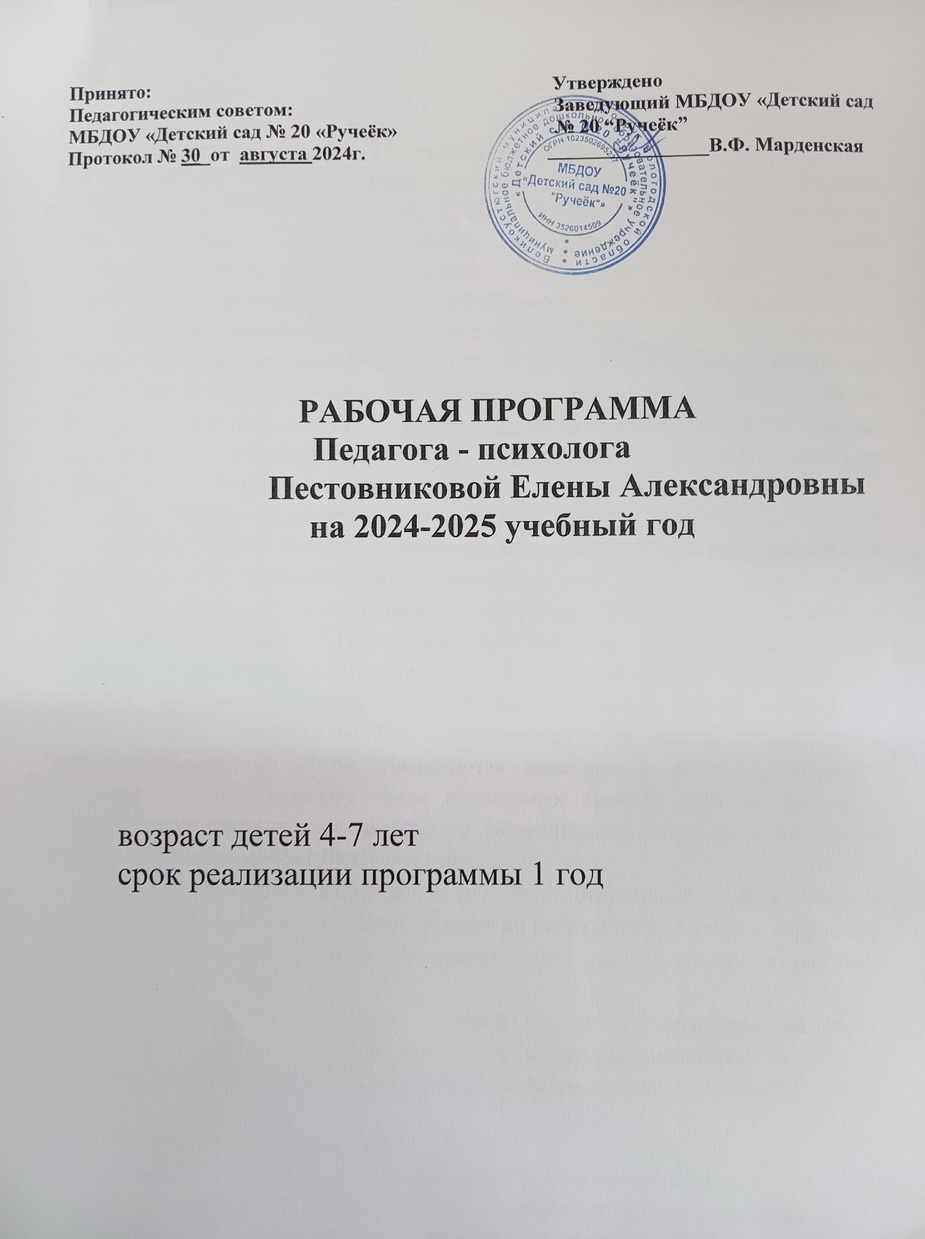 Принято:
Педагогическим советом:
МБДОУ «Детский сад № 20 «Ручеёк»
Протокол № 30 от августа 2024г.
Утверждено
Заведующий МБДОУ «Детский сад
№ 20 “Ручеёк”
В.Ф. Марденская
МБДОУ
«Детский сад №20
"Ручеёк"»
ИНН 3526014509
РАБОЧАЯ ПРОГРАММА
Педагога - психолога
Пестовниковой Елены Александровны
на 2024-2025 учебный год
возраст детей 4-7 лет
срок реализации программы 1 год